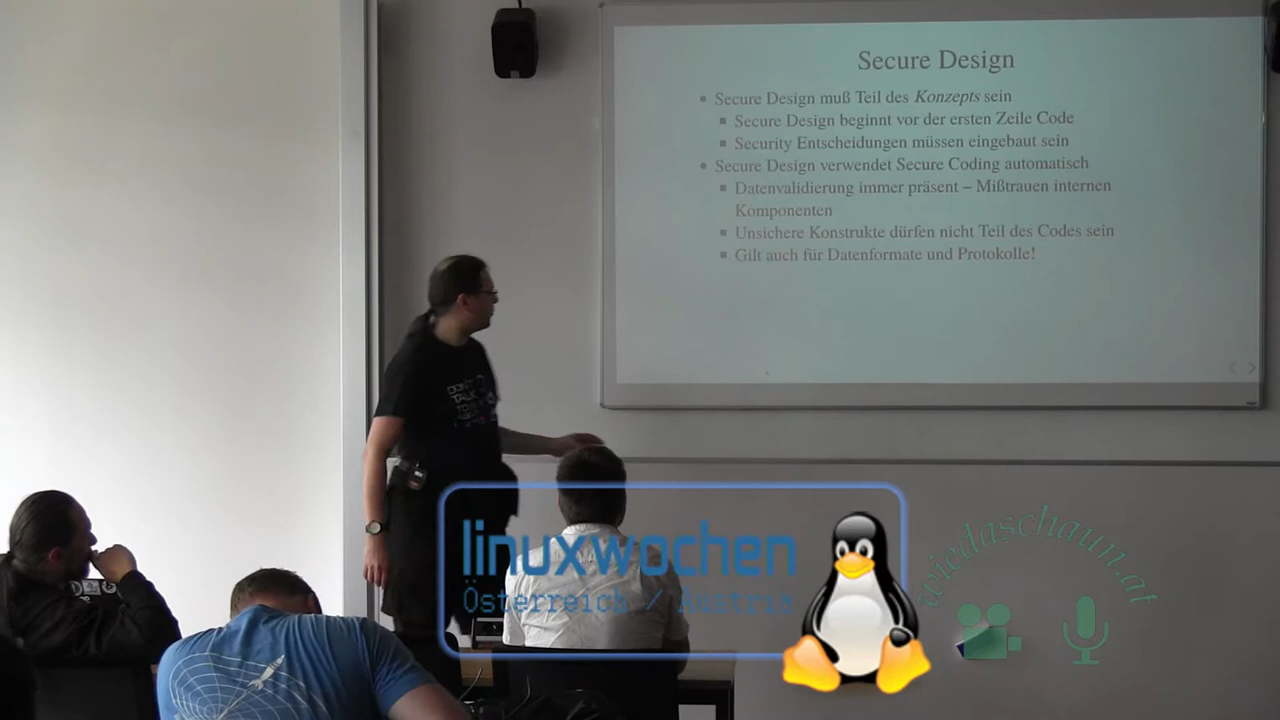 Secure Design
Secure Design muß Teil des Konzepts sein
Secure Design beginnt vor der ersten Zeile Code
Security Entscheidungen müssen eingebaut sein
Secure Design verwendet Secure Coding automatisch
Datenvalidierung immer präsent – Mißtrauen internen
Komponenten
Unsichere Konstrukte dürfen nicht Teil des Codes sein
Gilt auch für Datenformate und Protokolle!
DON'T
TALK
linuxwochen
Österreich / Austria
wiedaschaun.at